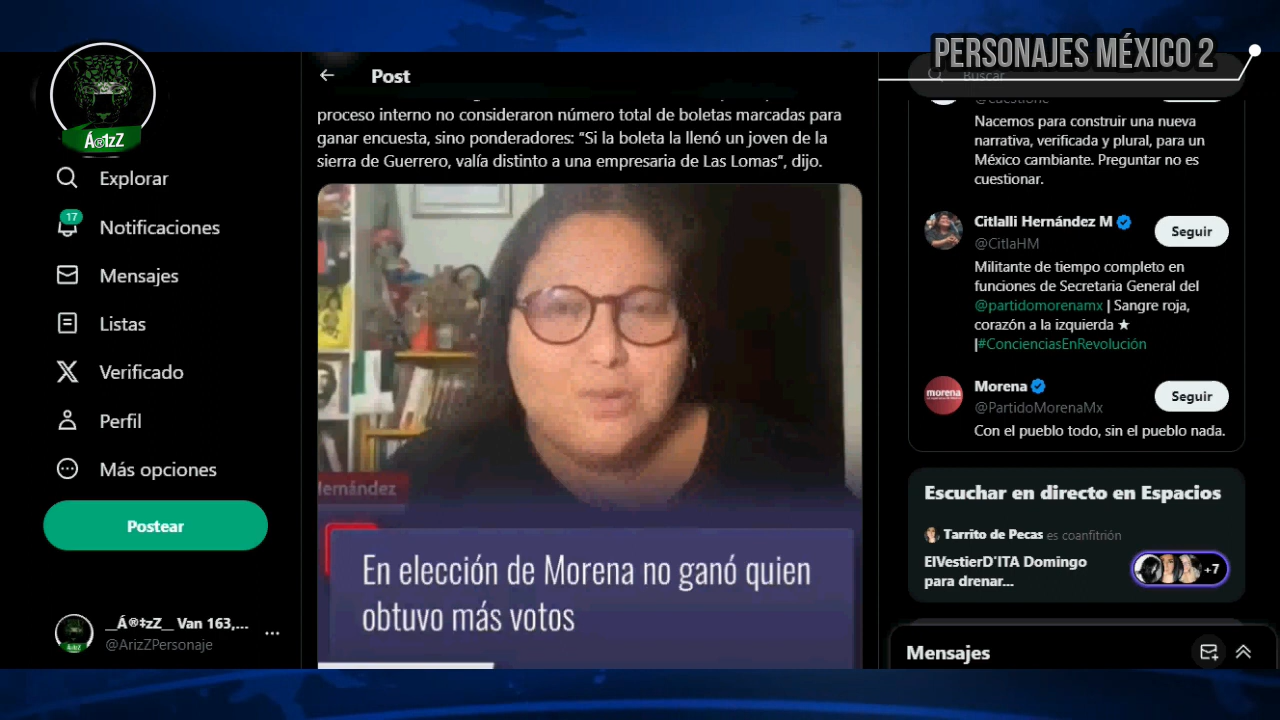 PERSONAJES MÉXICO 2
Á®1zZ
Explorar
17
Notificaciones
Mensajes
Listas
Verificado
Perfil
Más opciones
Postear
__Á®‡zZ__ Van 163,...
@ArizZPersonaje
Post
proceso interno no consideraron número total de boletas marcadas para
ganar encuesta, sino ponderadores: “Si la boleta la llenó un joven de la
sierra de Guerrero, valía distinto a una empresaria de Las Lomas”, dijo.
ernández
En elección de Morena no ganó quien
obtuvo más votos
Buscar
Nacemos para construir una nueva
narrativa, verificada y plural, para un
México cambiante. Preguntar no es
cuestionar.
Citlalli Hernández M
Seguir
@CitlaHM
Militante de tiempo completo en
funciones de Secretaria General del
@partidomorenamx | Sangre roja,
corazón a la izquierda ★
|#ConcienciasEnRevolución
morena
Morena
Seguir
@PartidoMorenaMx
Con el pueblo todo, sin el pueblo nada.
Escuchar en directo en Espacios
Tarrito de Pecas es coanfitrión
ElVestierD'ITA Domingo
para drenar...
+7
Mensajes